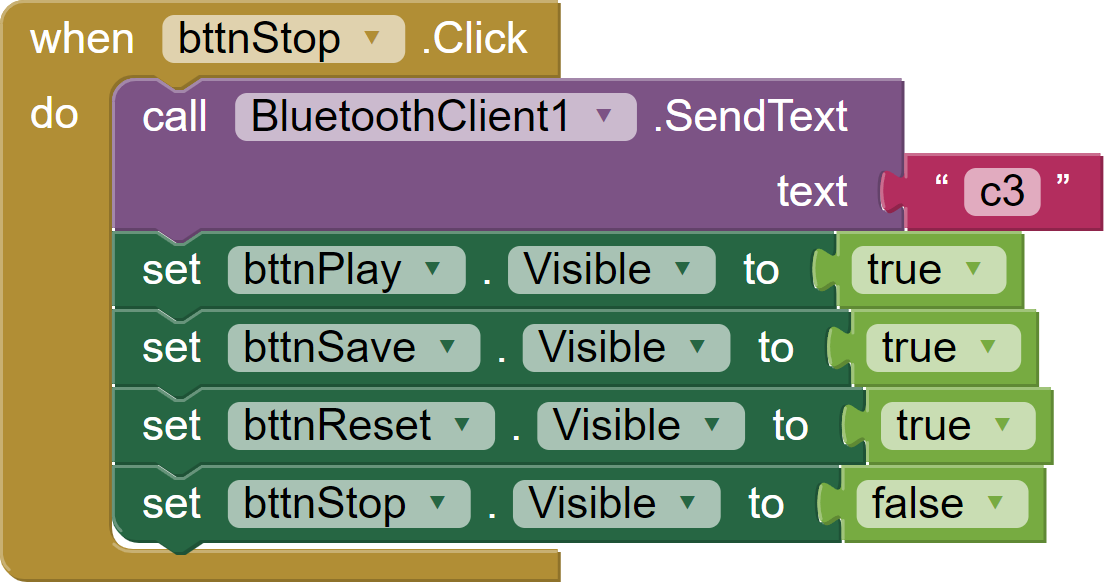 when bttnStop .Click
do call BluetoothClient1 .SendText
text “ c3 ”
set bttnPlay . Visible to true
set bttnSave . Visible to true
set bttnReset . Visible to true
set bttnStop . Visible to false